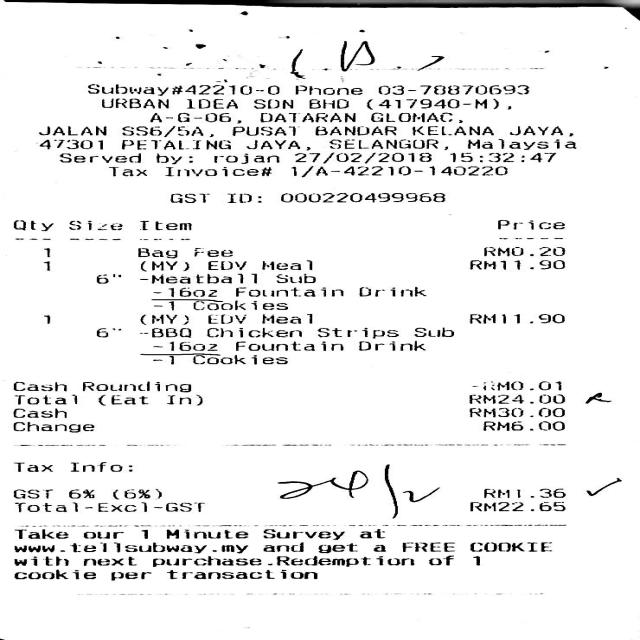 Subway#42210-0 Phone 03-78870693
URBAN IDEA SDN BHD (417940-M),
A-G-06, DATARAN GLOMAC,
JALAN SS6/5A, PUSAT BANDAR KELANA JAYA,
47301 PETALING JAYA, SELANGOR, Malaysia
Served by: rojan 27/02/2018 15:32:47
Tax Invoice# 1/A-42210-140220
GST ID: 000220499968
Qty Size Item Price
1 Bag Fee RM0.20
1 (MY) EDV Meal RM11.90
6" -Meatball Sub
-16oz Fountain Drink
-1 Cookies
1 (MY) EDV Meal RM11.90
6" -BBQ Chicken Strips Sub
-16oz Fountain Drink
-1 Cookies
Cash Rounding -RM0.01
Total (Eat In) RM24.00
Cash RM30.00
Change RM6.00
Tax Info:
GST 6% (6%) RM1.36
Total-Excl-GST RM22.65
Take our 1 Minute Survey at
www.tellsubway.my and get a FREE COOKIE
with next purchase.Redemption of 1
cookie per transaction